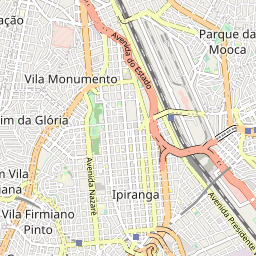 ação
Avenida do Estado
Parque da
Mooca
Vila Monumento
im da Glória
Avenida Nazaré
m Vila
iana
Ipiranga
Vila Firmiano
Pinto
Avenida Presidente